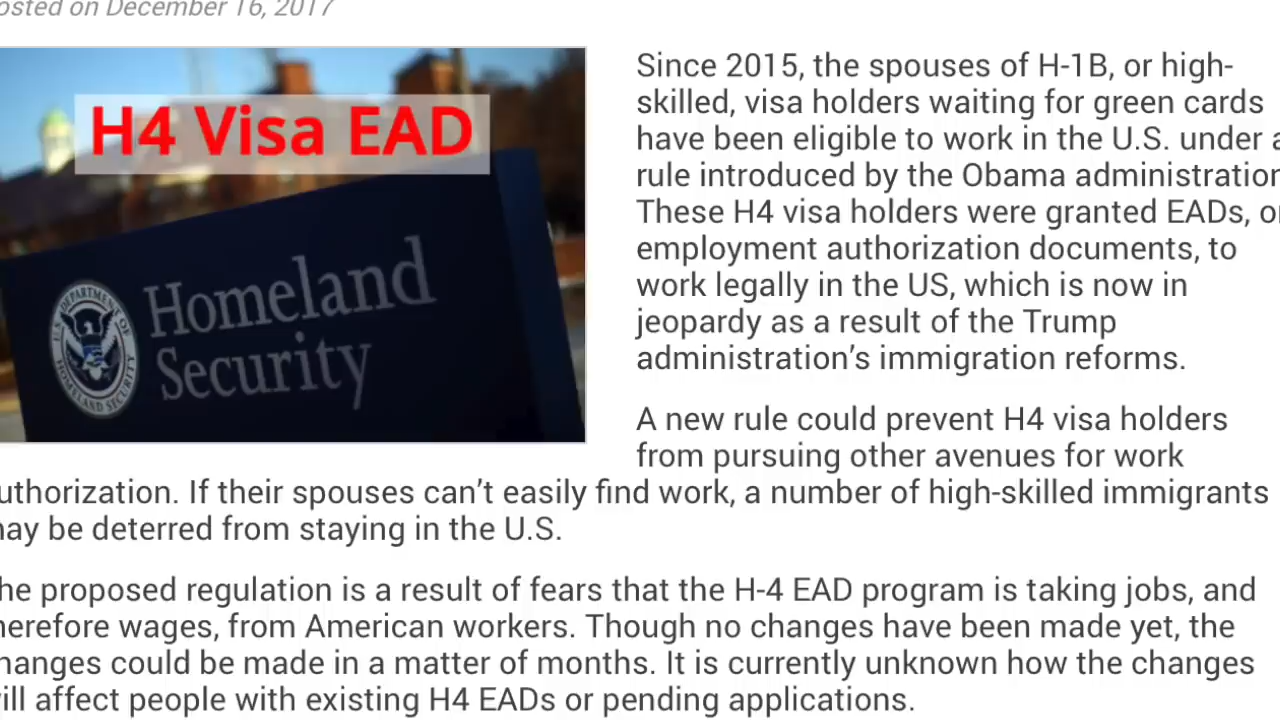 osted on December 16, 2017
H4 Visa EAD
Homeland
Security
U.S. DEPARTMENT OF
HOMELAND SECURITY
Since 2015, the spouses of H-1B, or high-
skilled, visa holders waiting for green cards
have been eligible to work in the U.S. under a
rule introduced by the Obama administration
These H4 visa holders were granted EADs, or
employment authorization documents, to
work legally in the US, which is now in
jeopardy as a result of the Trump
administration’s immigration reforms.
A new rule could prevent H4 visa holders
from pursuing other avenues for work
uthorization. If their spouses can’t easily find work, a number of high-skilled immigrants
may be deterred from staying in the U.S.
he proposed regulation is a result of fears that the H-4 EAD program is taking jobs, and
herefore wages, from American workers. Though no changes have been made yet, the
hanges could be made in a matter of months. It is currently unknown how the changes
will affect people with existing H4 EADs or pending applications.